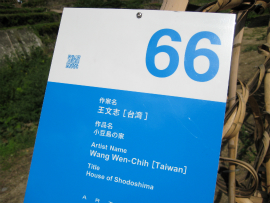 66
作家名
王文志 [台湾]
作品名
小豆島の家
Artist Name
Wang Wen-Chih [Taiwan]
Title
House of Shodoshima